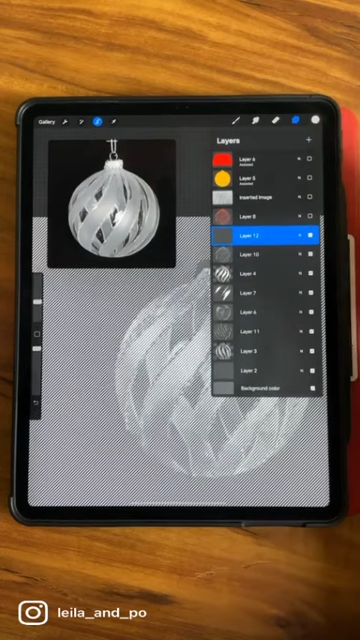 Gallery
Layers
Layer 6
Layer 5
Inserted Image
Layer 8
Layer 12
Layer 10
Layer 4
Layer 7
Layer 6
Layer 11
Layer 3
Layer 2
Background color
leila_and_po